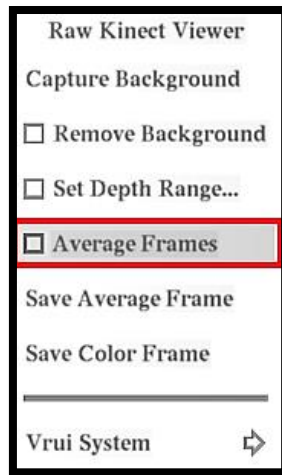 Raw Kinect Viewer
Capture Background
Remove Background
Set Depth Range...
Average Frames
Save Average Frame
Save Color Frame
Vrui System